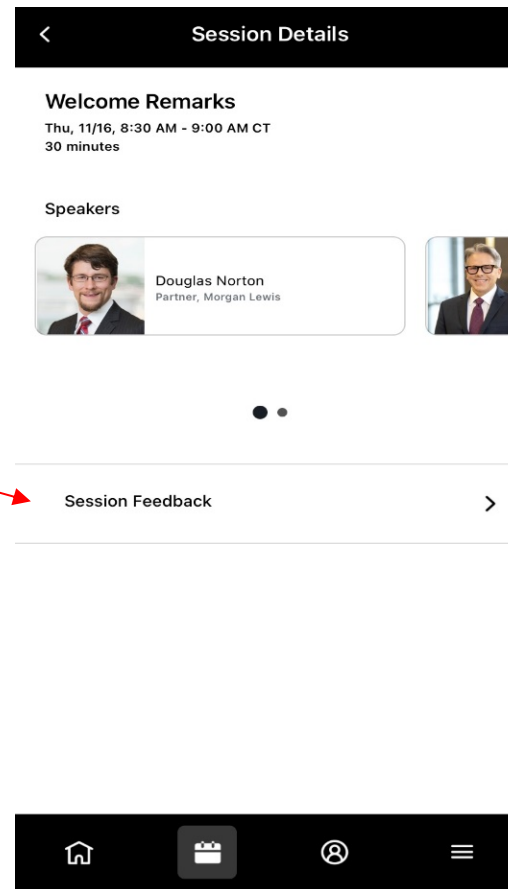 Session Details
Welcome Remarks
Thu, 11/16, 8:30 AM - 9:00 AM CT
30 minutes
Speakers
Douglas Norton
Partner, Morgan Lewis
Session Feedback